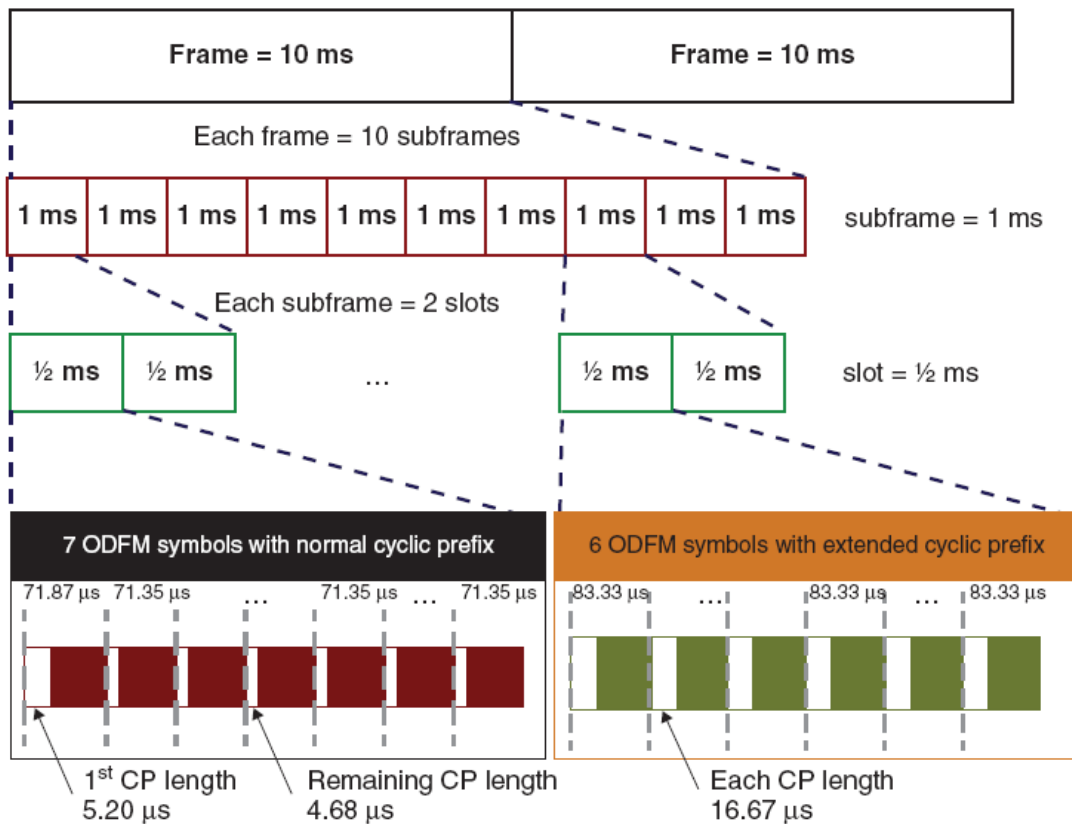 Frame = 10 ms Frame = 10 ms
Each frame = 10 subframes
1 ms 1 ms 1 ms 1 ms 1 ms 1 ms 1 ms 1 ms 1 ms 1 ms subframe = 1 ms
Each subframe = 2 slots
½ ms ½ ms ... ½ ms ½ ms slot = ½ ms
7 ODFM symbols with normal cyclic prefix
71.87 μs 71.35 μs ... 71.35 μs ... 71.35 μs
1st CP length
5.20 μs
Remaining CP length
4.68 μs
6 ODFM symbols with extended cyclic prefix
83.33 μs ... 83.33 μs ... 83.33 μs
Each CP length
16.67 μs